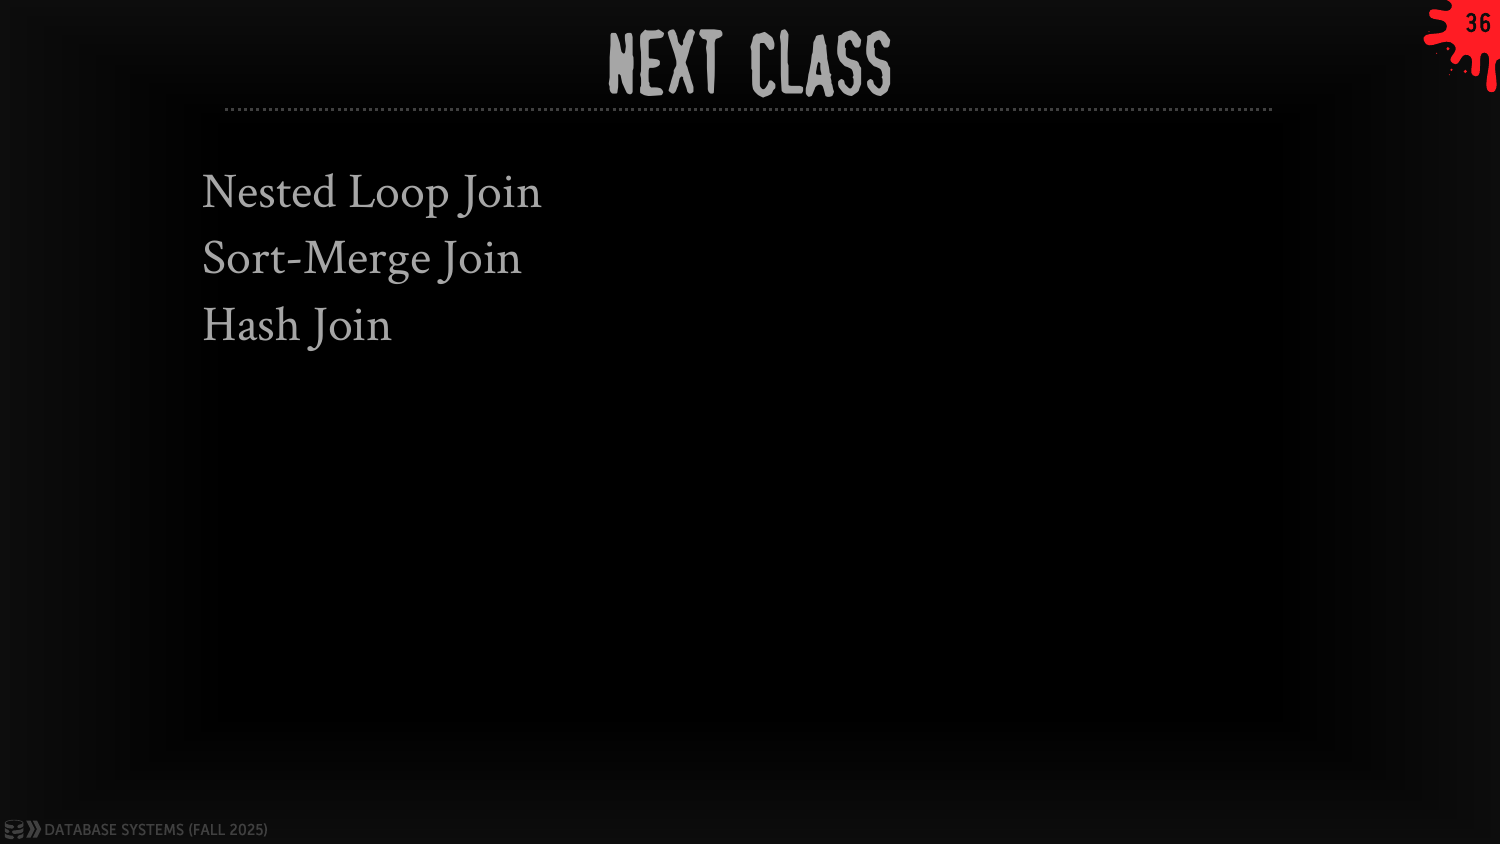 NEXT CLASS
36
Nested Loop Join
Sort-Merge Join
Hash Join
DATABASE SYSTEMS (FALL 2025)